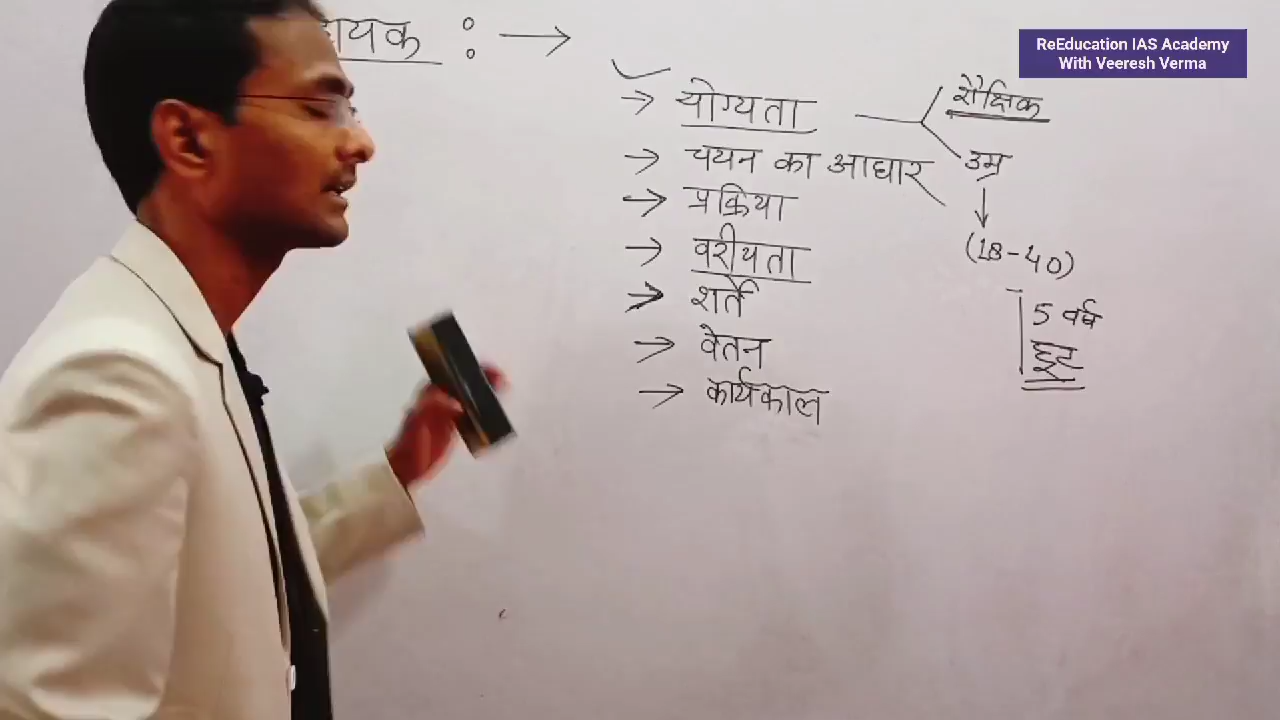 ReEducation IAS Academy
With Veeresh Verma
:→
→ योग्यता
शैक्षिक
उम्र
(18-40)
5 वर्ष
छूट
→ चयन का आधार
→ प्रक्रिया
→ वरीयता
→ शर्तें
→ वेतन
→ कार्यकाल